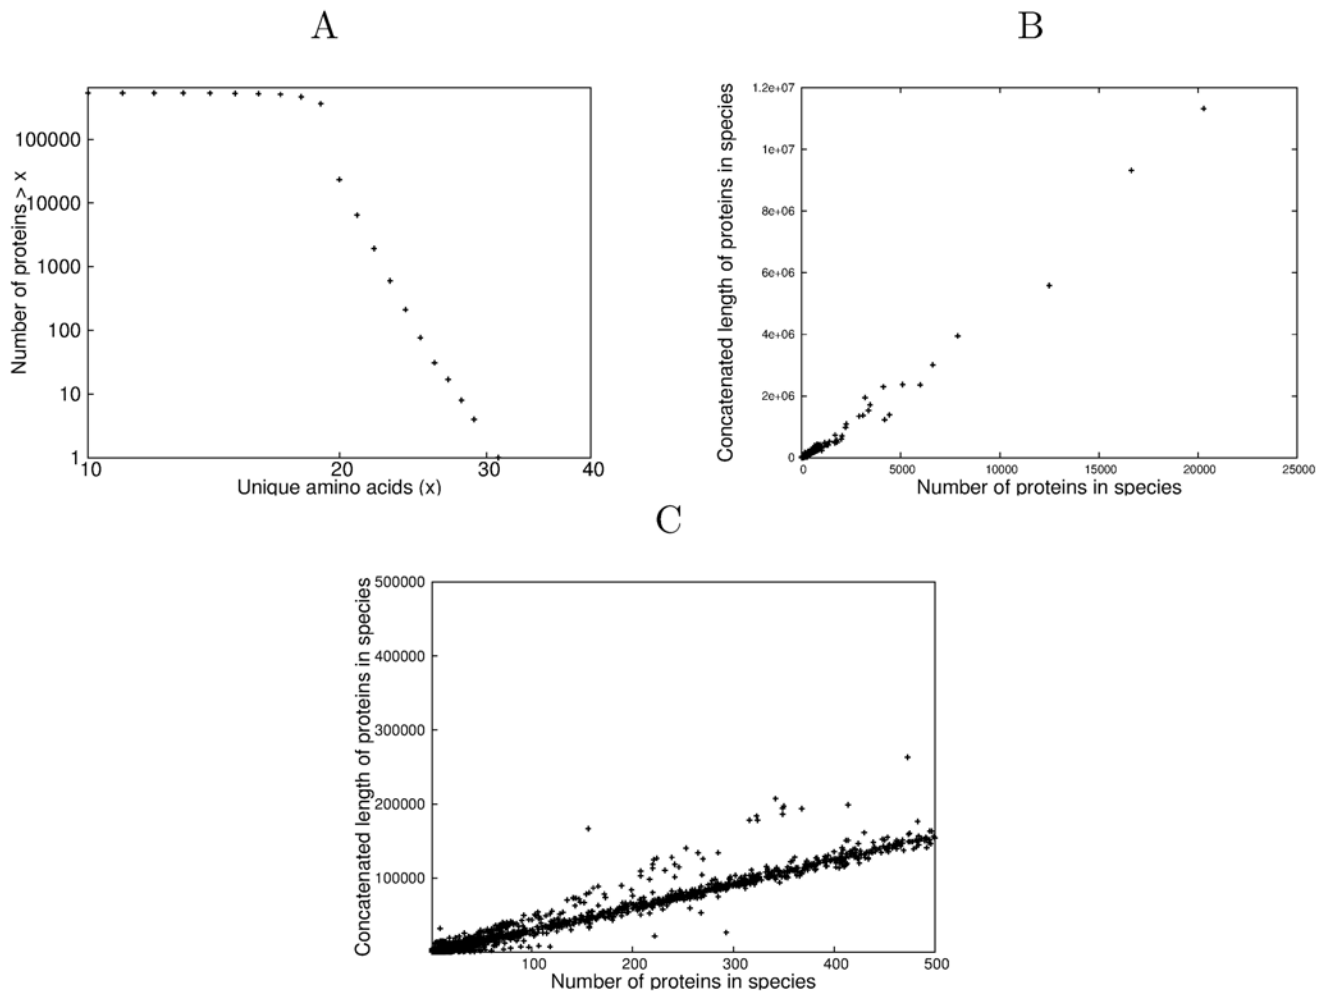 A
Number of proteins > x
100000
10000
1000
100
10
1
10
20
30
40
Unique amino acids (x)
B
Concatenated length of proteins in species
1.2e+07
1e+07
8e+06
6e+06
4e+06
2e+06
0
0
5000
10000
15000
20000
25000
Number of proteins in species
C
Concatenated length of proteins in species
500000
400000
300000
200000
100000
100
200
300
400
500
Number of proteins in species